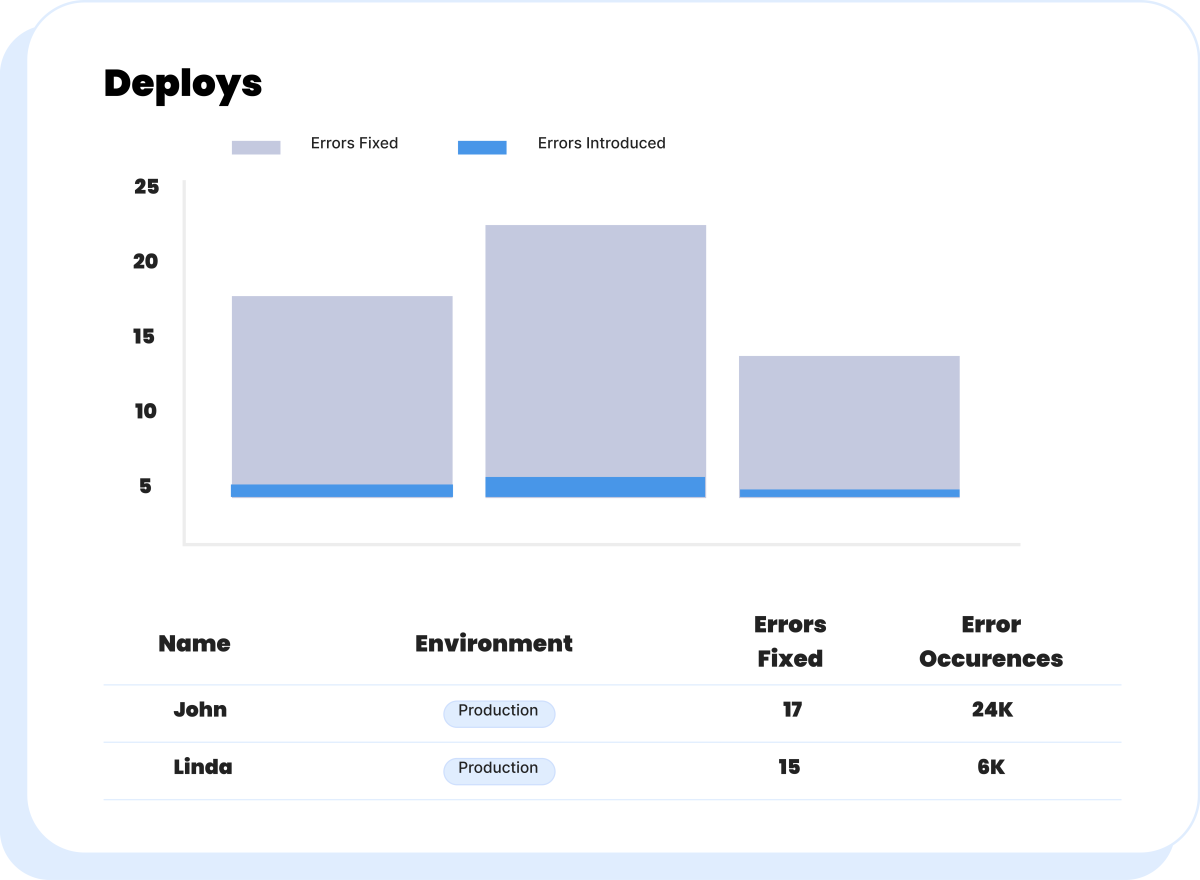 Deploys
Errors Fixed
Errors Introduced
25
20
15
10
5
Name
Environment
Errors
Fixed
Error
Occurences
John
Production
17
24K
Linda
Production
15
6K